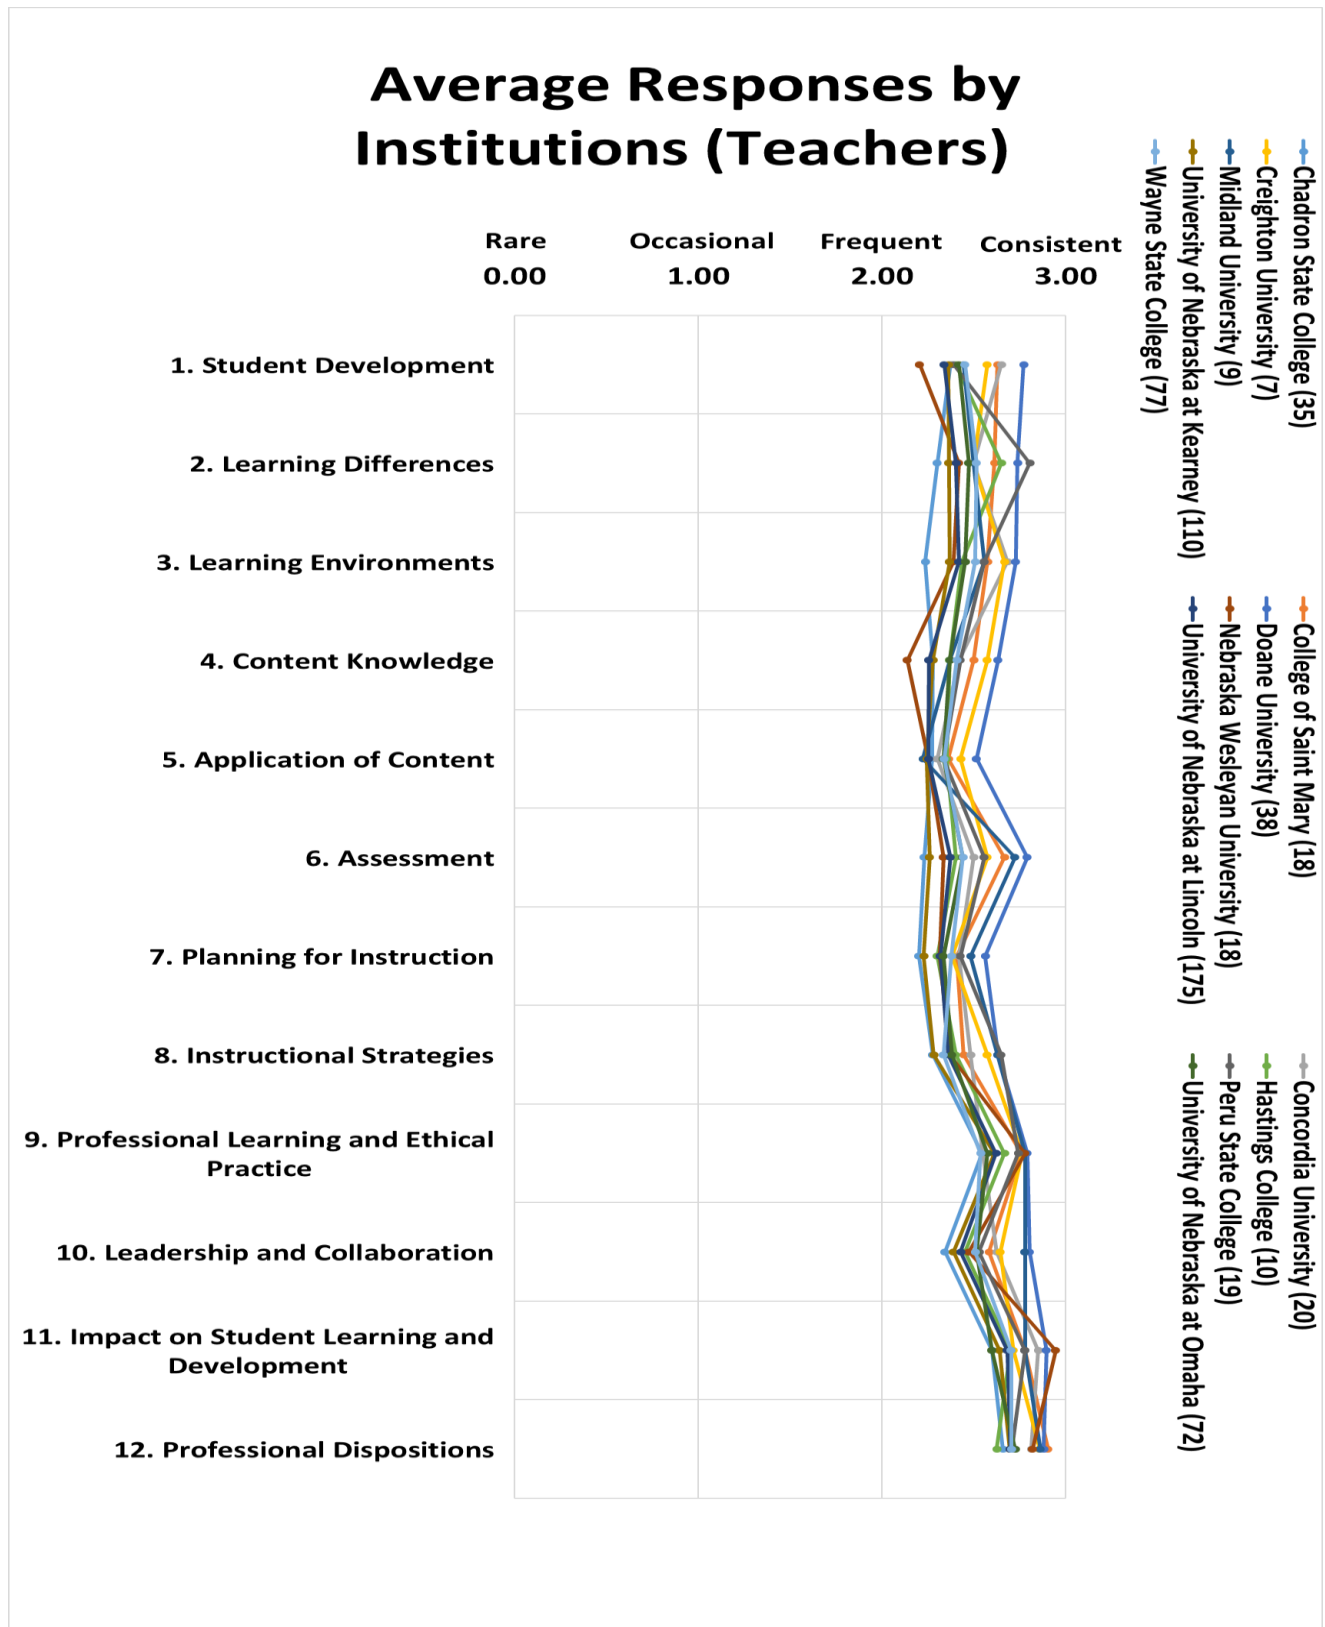 Average Responses by
Institutions (Teachers)
Rare
Occasional
Frequent
Consistent
0.00
1.00
2.00
3.00
1. Student Development
2. Learning Differences
3. Learning Environments
4. Content Knowledge
5. Application of Content
6. Assessment
7. Planning for Instruction
8. Instructional Strategies
9. Professional Learning and Ethical
Practice
10. Leadership and Collaboration
11. Impact on Student Learning and
Development
12. Professional Dispositions
Chadron State College (35)
College of Saint Mary (18)
Concordia University (20)
Creighton University (7)
Doane University (38)
Hastings College (10)
Midland University (9)
Nebraska Wesleyan University (18)
Peru State College (19)
University of Nebraska at Kearney (110)
University of Nebraska at Lincoln (175)
University of Nebraska at Omaha (72)
Wayne State College (77)